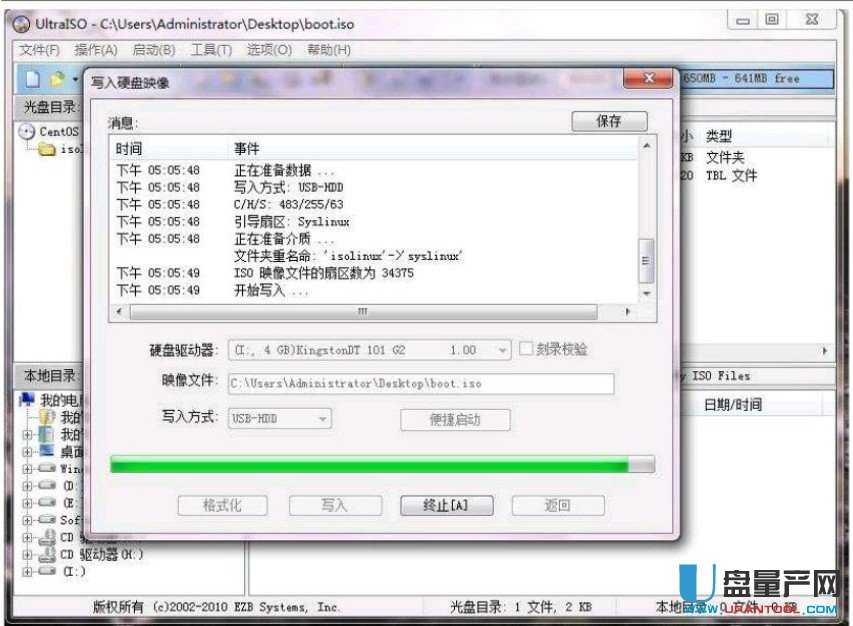 UltraISO - C:\Users\Administrator\Desktop\boot.iso
文件(F) 操作(A) 启动(B) 工具(T) 选项(O) 帮助(H)
写入硬盘映像
650MB - 641MB free
光盘目录:
消息:
保存
CentOS
小 类型
时间 事件
KB 文件夹
20 TBL 文件
下午 05:05:48 正在准备数据 ...
下午 05:05:48 写入方式: USB-HDD
下午 05:05:48 C/H/S: 483/255/63
下午 05:05:48 引导扇区: Syslinux
下午 05:05:48 正在准备介质 ...
文件夹重名命: 'isolinux'->'syslinux'
下午 05:05:49 ISO 映像文件的扇区数为 34375
下午 05:05:49 开始写入 ...
硬盘驱动器: (I:, 4 GB)KingstonDT 101 G2 1.00 刻录校验
映像文件: C:\Users\Administrator\Desktop\boot.iso
写入方式: USB-HDD 便捷启动
格式化 写入 终止[A] 返回
本地目录:
y ISO Files
日期/时间
我的电
我的
我的
桌面
Win
(D:
(E:
Sof
CD 驱
CD 驱动器(H:)
(I:)
版权所有 (c)2002-2010 EZB Systems, Inc. 光盘目录: 1 文件, 2 KB 本地
U盘量产网
WWW.UPANTOOL.COM